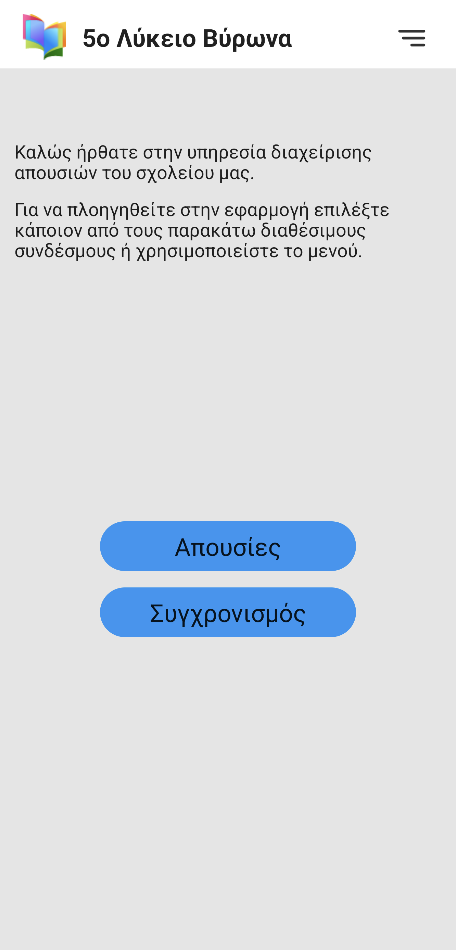 5ο Λύκειο Βύρωνα
Καλώς ήρθατε στην υπηρεσία διαχείρισης
απουσιών του σχολείου μας.
Για να πλοηγηθείτε στην εφαρμογή επιλέξτε
κάποιον από τους παρακάτω διαθέσιμους
συνδέσμους ή χρησιμοποιείστε το μενού.
Απουσίες
Συγχρονισμός